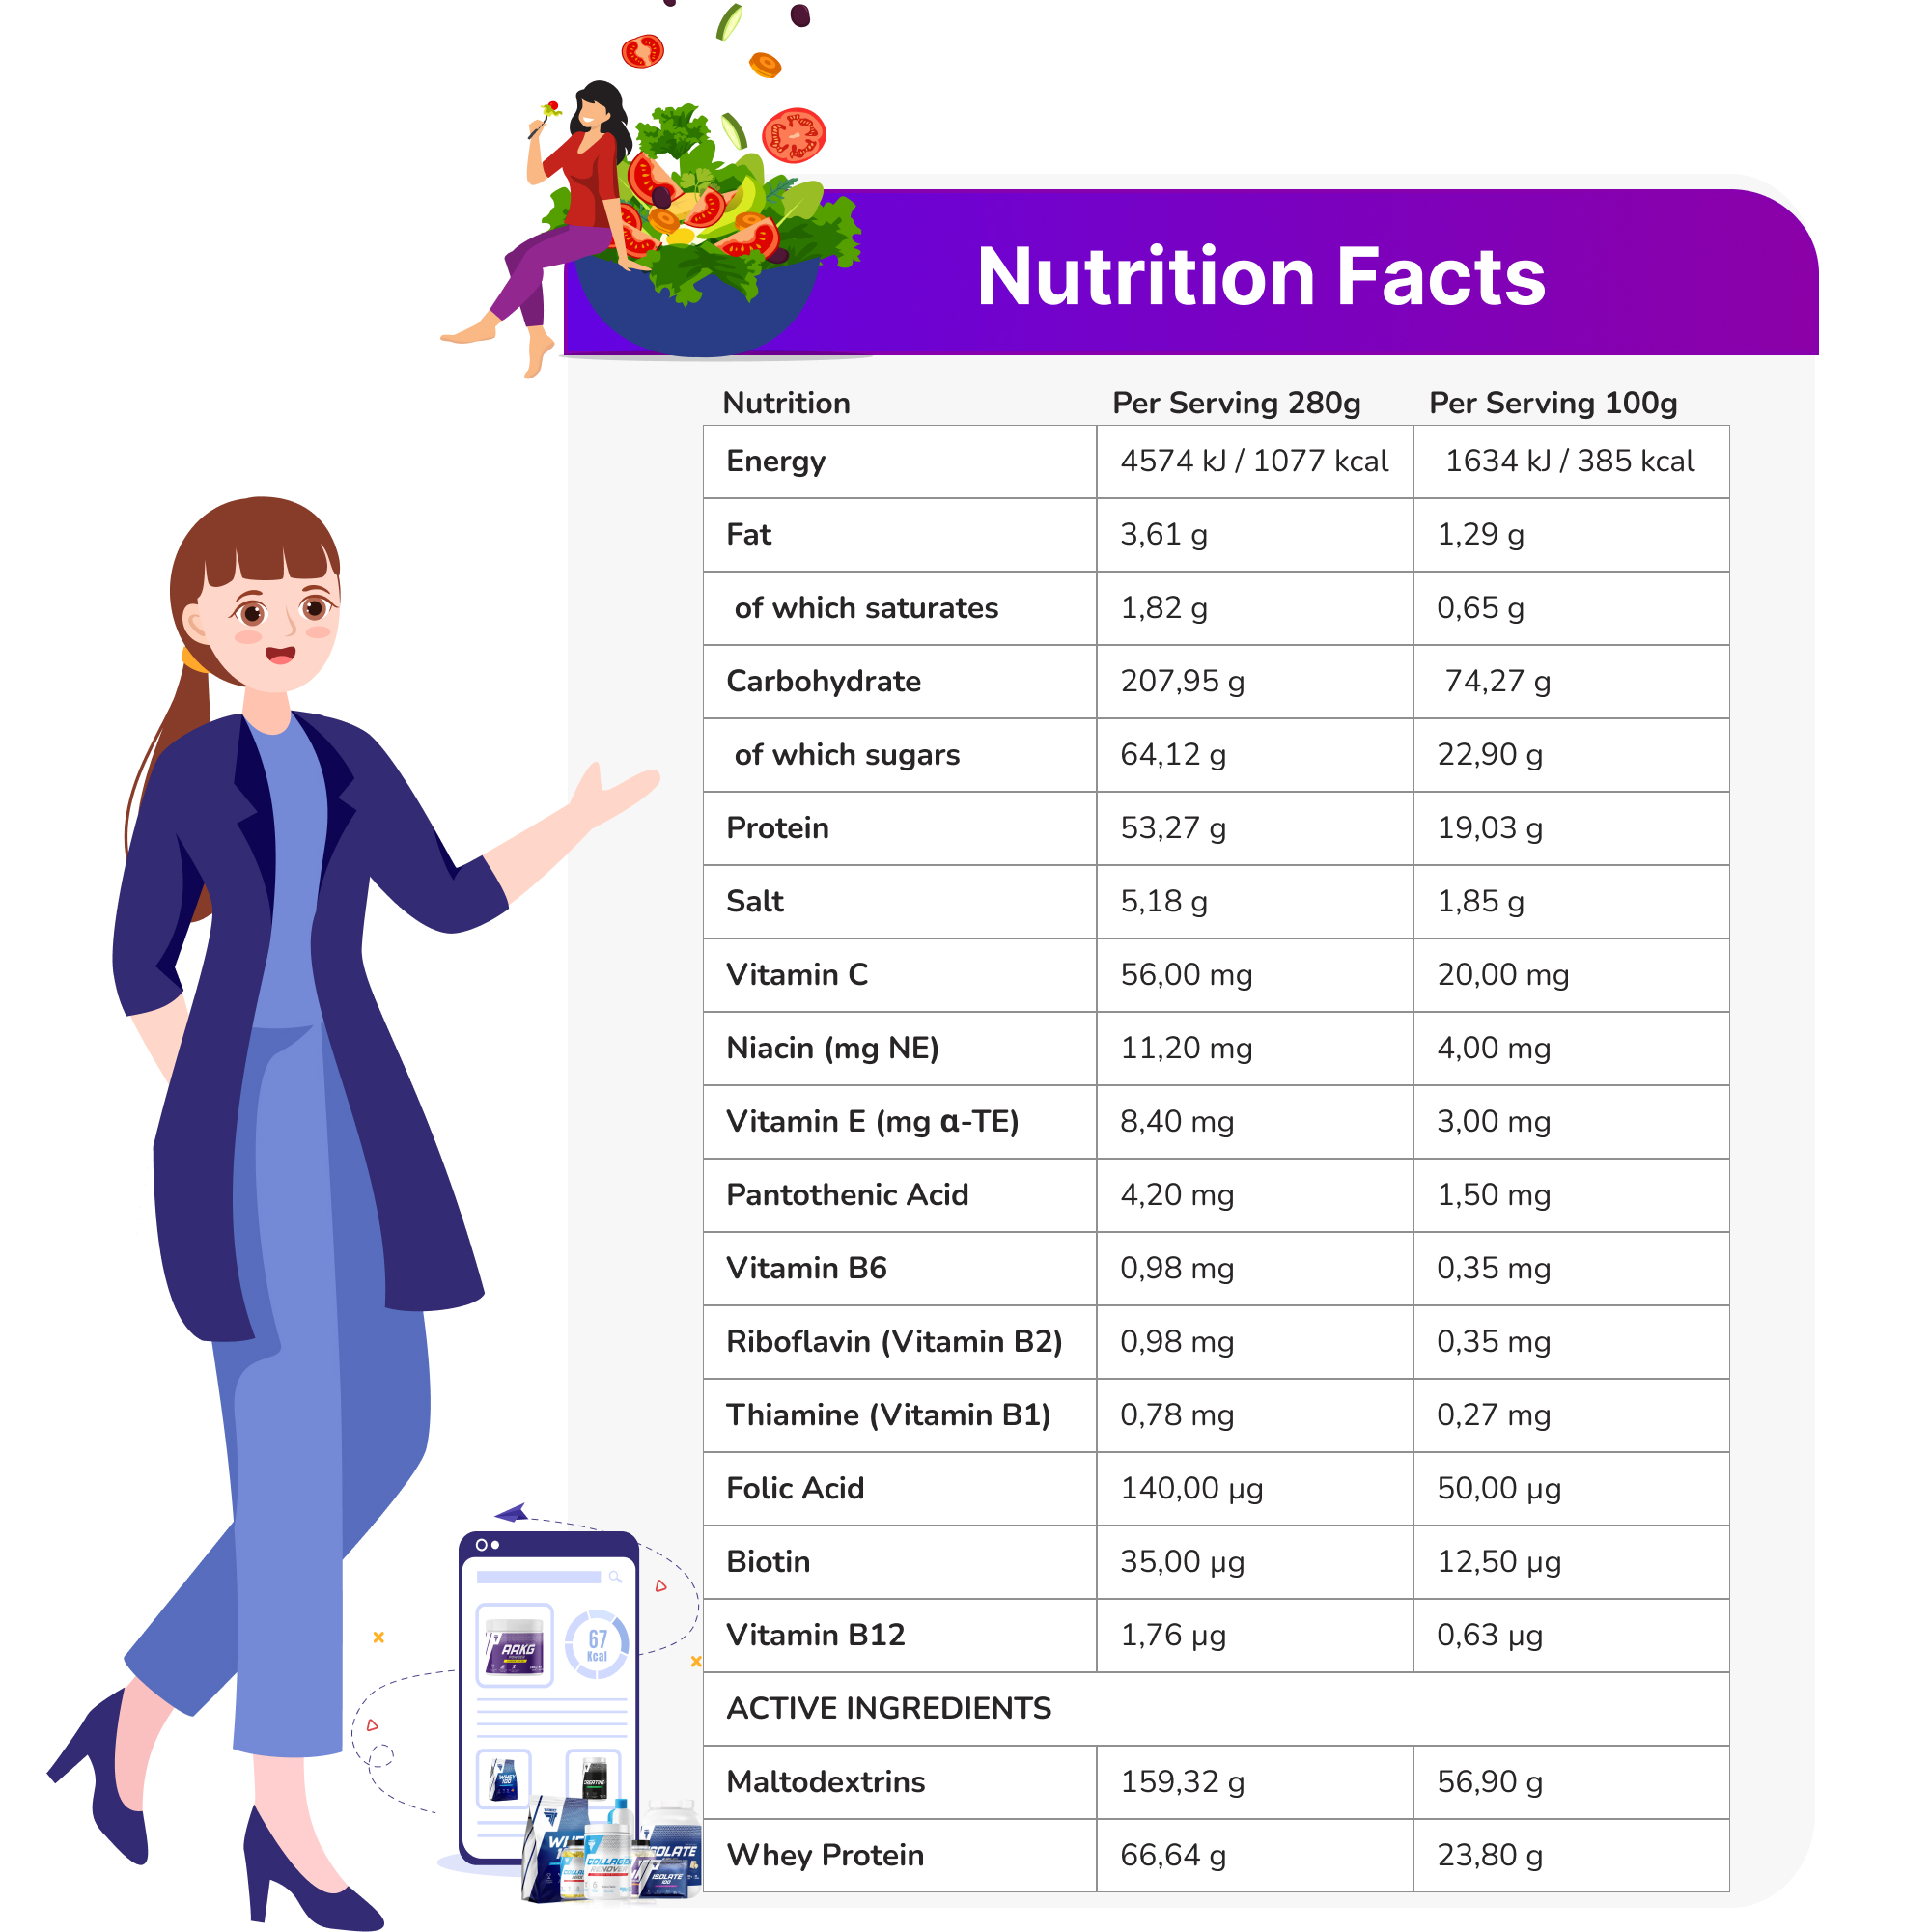 Nutrition Facts
Nutrition Per Serving 280g Per Serving 100g
Energy 4574 kJ / 1077 kcal 1634 kJ / 385 kcal
Fat 3,61 g 1,29 g
of which saturates 1,82 g 0,65 g
Carbohydrate 207,95 g 74,27 g
of which sugars 64,12 g 22,90 g
Protein 53,27 g 19,03 g
Salt 5,18 g 1,85 g
Vitamin C 56,00 mg 20,00 mg
Niacin (mg NE) 11,20 mg 4,00 mg
Vitamin E (mg α-TE) 8,40 mg 3,00 mg
Pantothenic Acid 4,20 mg 1,50 mg
Vitamin B6 0,98 mg 0,35 mg
Riboflavin (Vitamin B2) 0,98 mg 0,35 mg
Thiamine (Vitamin B1) 0,78 mg 0,27 mg
Folic Acid 140,00 µg 50,00 µg
Biotin 35,00 µg 12,50 µg
Vitamin B12 1,76 µg 0,63 µg
ACTIVE INGREDIENTS
Maltodextrins 159,32 g 56,90 g
Whey Protein 66,64 g 23,80 g
AAKG
67
Kcal
WHEY
100
COLLAGEN
RENOVER
ISOLATE
100